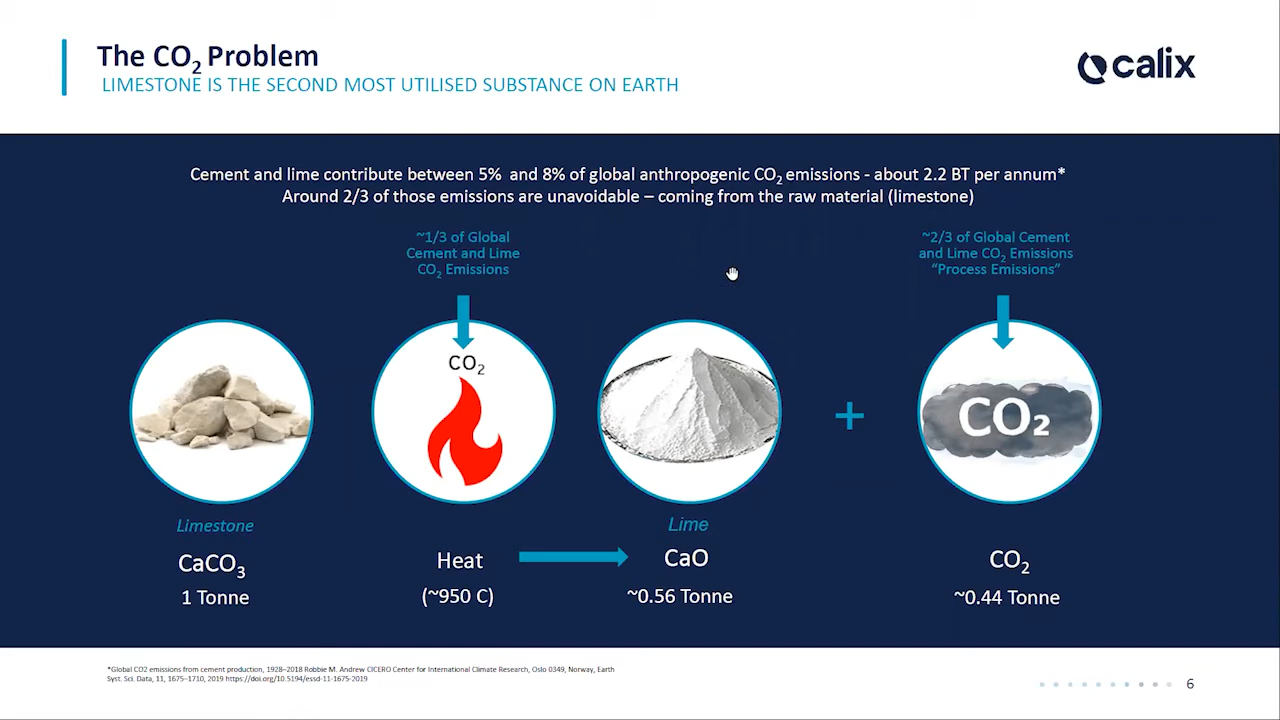 The CO₂ Problem
LIMESTONE IS THE SECOND MOST UTILISED SUBSTANCE ON EARTH
calix
Cement and lime contribute between 5% and 8% of global anthropogenic CO₂ emissions - about 2.2 BT per annum*
Around 2/3 of those emissions are unavoidable – coming from the raw material (limestone)
~1/3 of Global
Cement and Lime
CO₂ Emissions
~2/3 of Global Cement
and Lime CO₂ Emissions
“Process Emissions”
CO₂
+
CO₂
Limestone
Lime
CaCO₃
Heat
CaO
CO₂
1 Tonne
(~950 C)
~0.56 Tonne
~0.44 Tonne
*Global CO2 emissions from cement production, 1928–2018 Robbie M. Andrew CICERO Center for International Climate Research, Oslo 0349, Norway, Earth
Syst. Sci. Data, 11, 1675–1710, 2019 https://doi.org/10.5194/essd-11-1675-2019
6